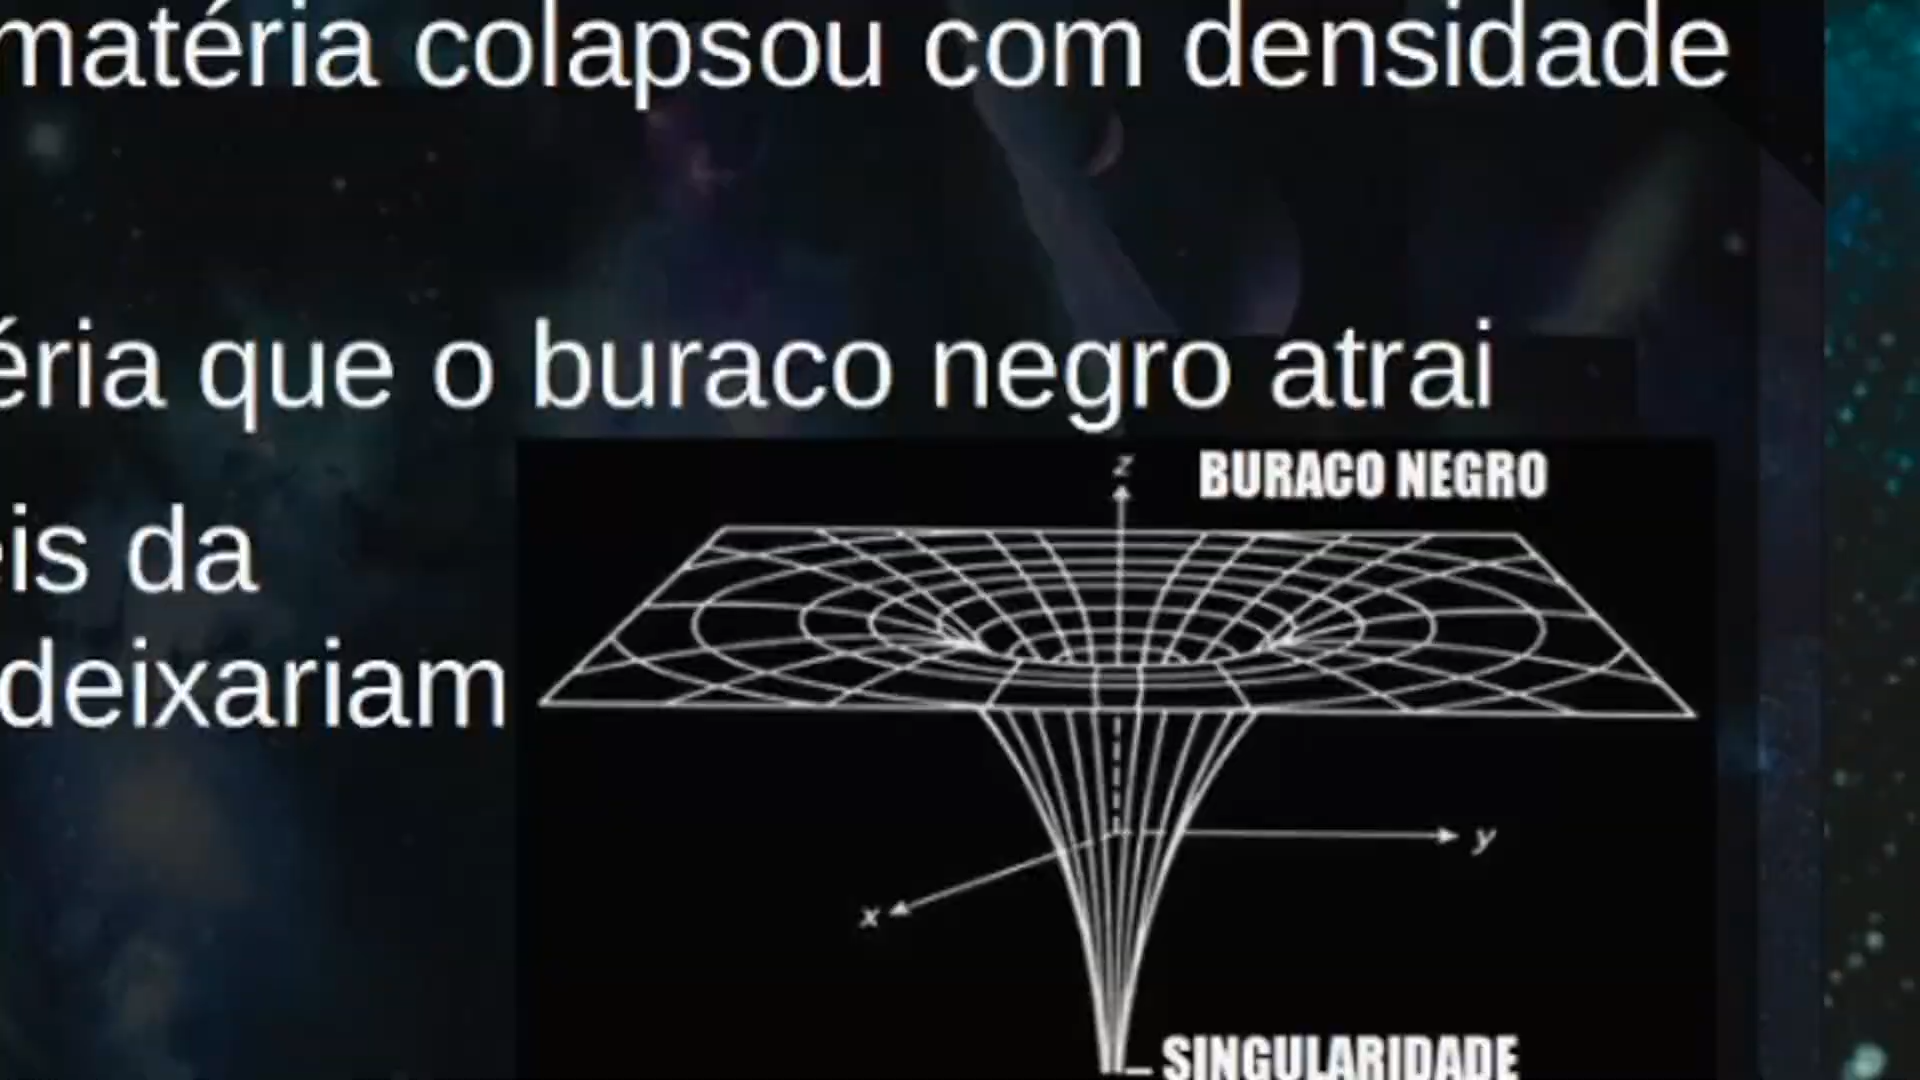 matéria colapsou com densidade
éria que o buraco negro atrai
eis da
deixariam
z
BURACO NEGRO
y
x
SINGULARIDADE